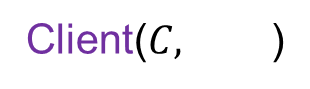 Client(C, )